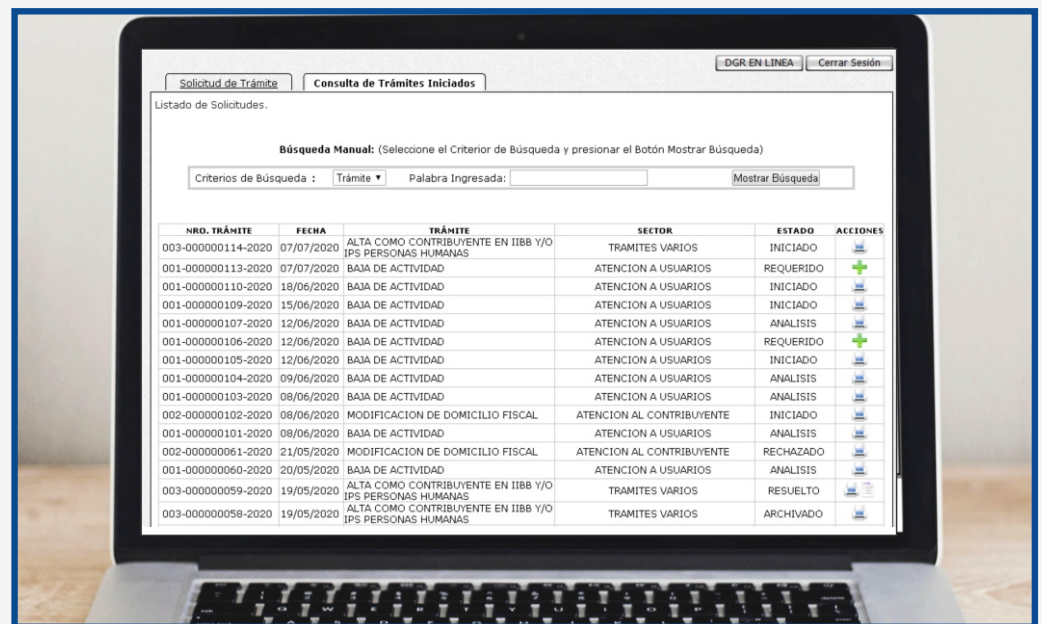 DGR EN LINEA Cerrar Sesión
Solicitud de Trámite Consulta de Trámites Iniciados
Listado de Solicitudes.
Búsqueda Manual: (Seleccione el Criterior de Búsqueda y presionar el Botón Mostrar Búsqueda)
Criterios de Búsqueda : Trámite Palabra Ingresada: Mostrar Búsqueda
NRO. TRÁMITE FECHA TRÁMITE SECTOR ESTADO ACCIONES
003-000000114-2020 07/07/2020 ALTA COMO CONTRIBUYENTE EN IIBB Y/O IPS PERSONAS HUMANAS TRAMITES VARIOS INICIADO
001-000000113-2020 07/07/2020 BAJA DE ACTIVIDAD ATENCION A USUARIOS REQUERIDO
001-000000110-2020 18/06/2020 BAJA DE ACTIVIDAD ATENCION A USUARIOS INICIADO
001-000000109-2020 15/06/2020 BAJA DE ACTIVIDAD ATENCION A USUARIOS INICIADO
001-000000107-2020 12/06/2020 BAJA DE ACTIVIDAD ATENCION A USUARIOS ANALISIS
001-000000106-2020 12/06/2020 BAJA DE ACTIVIDAD ATENCION A USUARIOS REQUERIDO
001-000000105-2020 12/06/2020 BAJA DE ACTIVIDAD ATENCION A USUARIOS INICIADO
001-000000104-2020 09/06/2020 BAJA DE ACTIVIDAD ATENCION A USUARIOS ANALISIS
001-000000103-2020 08/06/2020 BAJA DE ACTIVIDAD ATENCION A USUARIOS ANALISIS
002-000000102-2020 08/06/2020 MODIFICACION DE DOMICILIO FISCAL ATENCION AL CONTRIBUYENTE INICIADO
001-000000101-2020 08/06/2020 BAJA DE ACTIVIDAD ATENCION A USUARIOS ANALISIS
002-000000061-2020 21/05/2020 MODIFICACION DE DOMICILIO FISCAL ATENCION AL CONTRIBUYENTE RECHAZADO
001-000000060-2020 20/05/2020 BAJA DE ACTIVIDAD ATENCION A USUARIOS ANALISIS
003-000000059-2020 19/05/2020 ALTA COMO CONTRIBUYENTE EN IIBB Y/O IPS PERSONAS HUMANAS TRAMITES VARIOS RESUELTO
003-000000058-2020 19/05/2020 ALTA COMO CONTRIBUYENTE EN IIBB Y/O IPS PERSONAS HUMANAS TRAMITES VARIOS ARCHIVADO